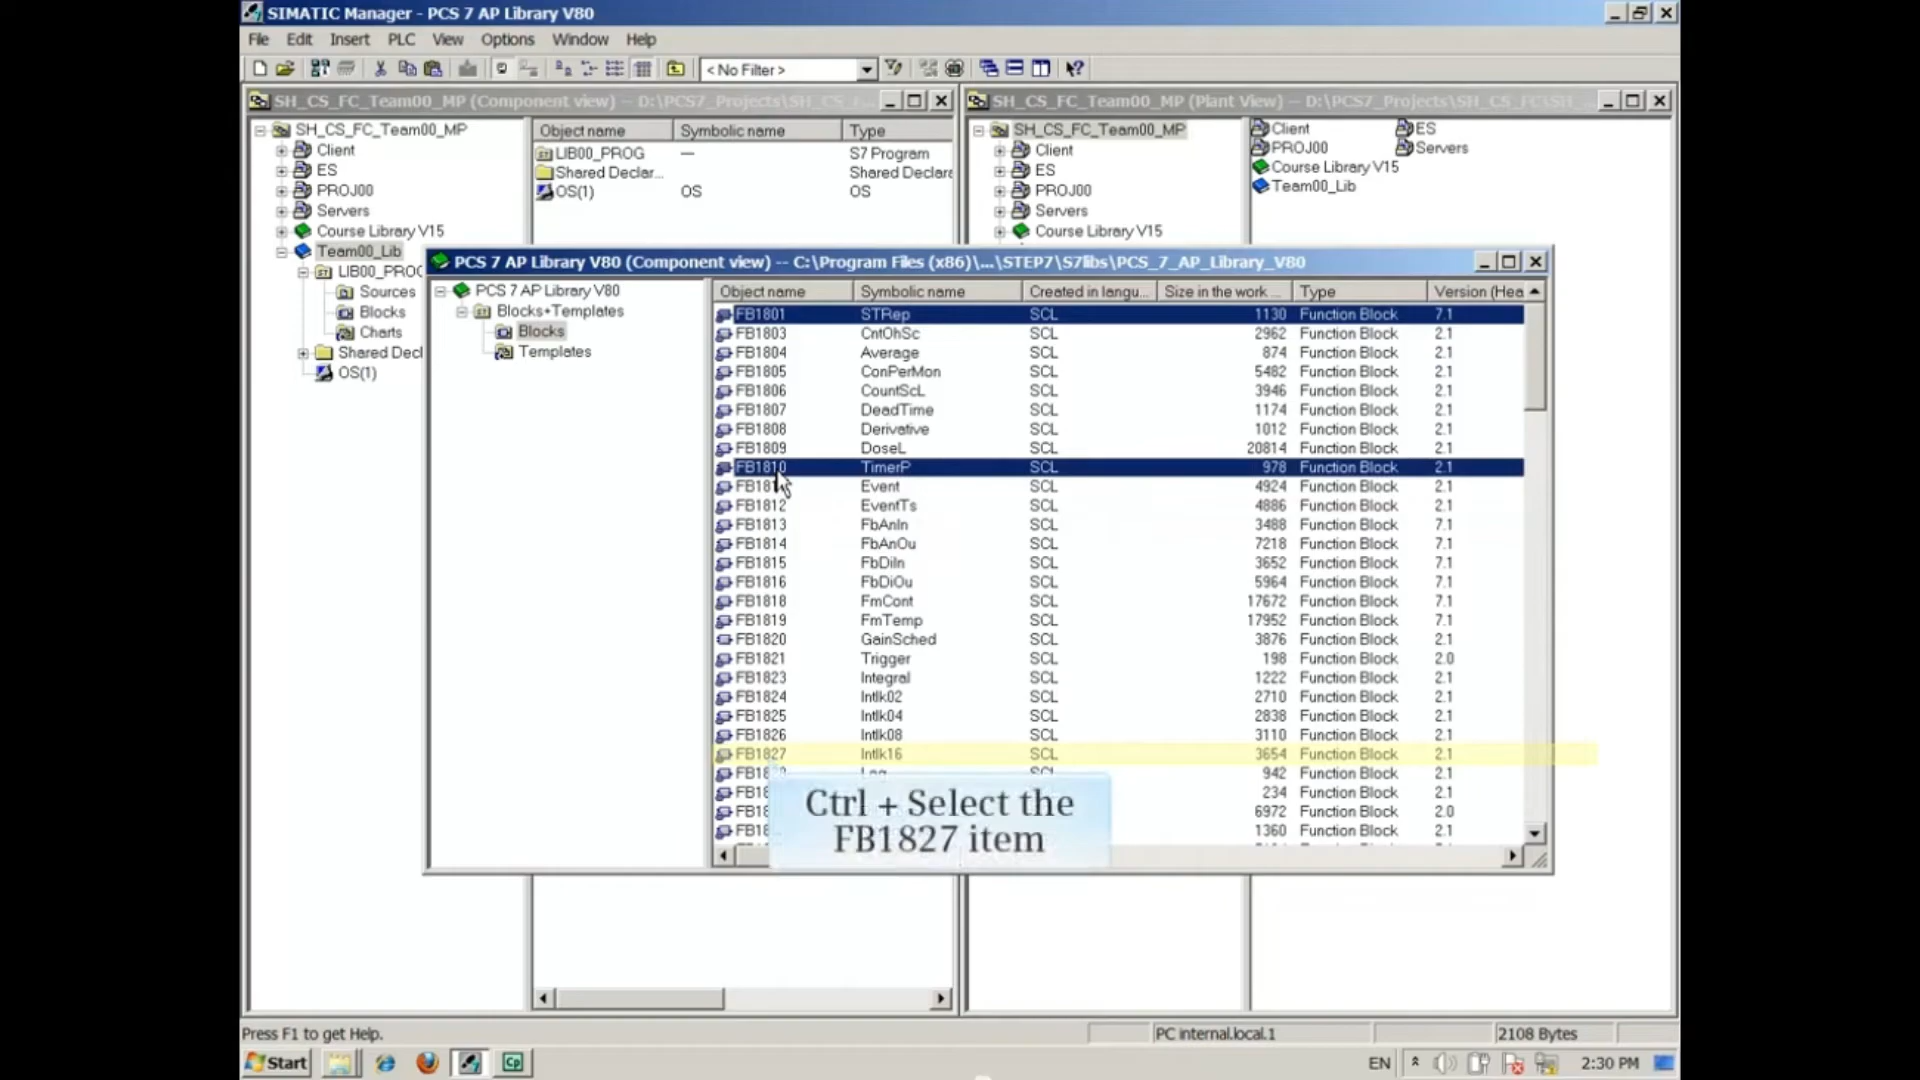 SIMATIC Manager - PCS 7 AP Library V80
File Edit Insert PLC View Options Window Help
< No Filter >
SH_CS_FC_Team00_MP (Component view) -- D:\PCS7_Projects\SH_CS_F...
Object name Symbolic name Type
SH_CS_FC_Team00_MP
Client
ES
PROJ00
Servers
Course Library V15
Team00_Lib
LIB00_PROG
Sources
Blocks
Charts
Shared Decl
OS(1)
LIB00_PROG — S7 Program
Shared Declar... Shared Declara
OS(1) OS OS
SH_CS_FC_Team00_MP (Plant View) -- D:\PCS7_Projects\SH_CS_FC\SH_...
SH_CS_FC_Team00_MP
Client
ES
PROJ00
Servers
Course Library V15
Client ES
PROJ00 Servers
Course Library V15
Team00_Lib
PCS 7 AP Library V80 (Component view) -- C:\Program Files (x86)\...\STEP7\S7libs\PCS_7_AP_Library_V80
PCS 7 AP Library V80
Blocks+Templates
Blocks
Templates
Object name Symbolic name Created in langu... Size in the work ... Type Version (Hea
FB1801 STRep SCL 1130 Function Block 7.1
FB1803 CntOhSc SCL 2962 Function Block 2.1
FB1804 Average SCL 874 Function Block 2.1
FB1805 ConPerMon SCL 5482 Function Block 2.1
FB1806 CountScL SCL 3946 Function Block 2.1
FB1807 DeadTime SCL 1174 Function Block 2.1
FB1808 Derivative SCL 1012 Function Block 2.1
FB1809 DoseL SCL 20814 Function Block 2.1
FB1810 TimerP SCL 978 Function Block 2.1
FB181 Event SCL 4924 Function Block 2.1
FB1812 EventTs SCL 4886 Function Block 2.1
FB1813 FbAnIn SCL 3488 Function Block 7.1
FB1814 FbAnOu SCL 7218 Function Block 7.1
FB1815 FbDiIn SCL 3652 Function Block 7.1
FB1816 FbDiOu SCL 5964 Function Block 7.1
FB1818 FmCont SCL 17672 Function Block 7.1
FB1819 FmTemp SCL 17952 Function Block 7.1
FB1820 GainSched SCL 3876 Function Block 2.1
FB1821 Trigger SCL 198 Function Block 2.0
FB1823 Integral SCL 1222 Function Block 2.1
FB1824 Intlk02 SCL 2710 Function Block 2.1
FB1825 Intlk04 SCL 2838 Function Block 2.1
FB1826 Intlk08 SCL 3110 Function Block 2.1
FB1827 Intlk16 SCL 3654 Function Block 2.1
FB18 Lag SCL 942 Function Block 2.1
FB18 234 Function Block 2.1
FB18 6972 Function Block 2.0
FB18 1360 Function Block 2.1
Ctrl + Select the
FB1827 item
Press F1 to get Help. PC internal.local.1 2108 Bytes
Start Cp EN 2:30 PM